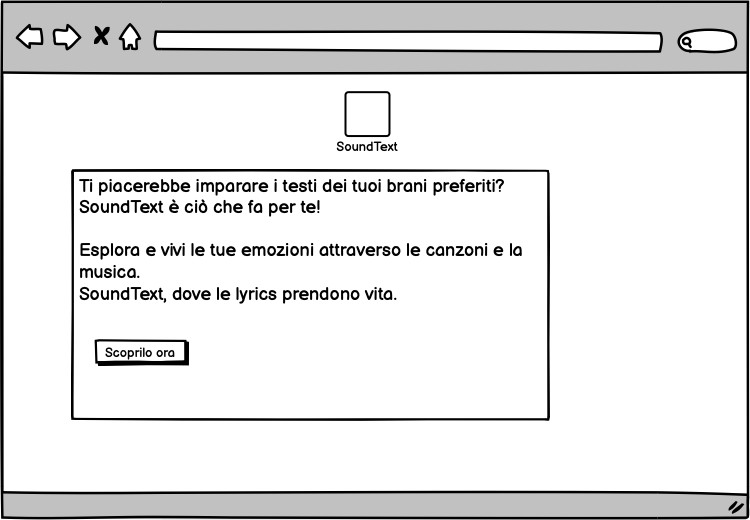 SoundText
Ti piacerebbe imparare i testi dei tuoi brani preferiti?
SoundText è ciò che fa per te!
Esplora e vivi le tue emozioni attraverso le canzoni e la
musica.
SoundText, dove le lyrics prendono vita.
Scoprilo ora